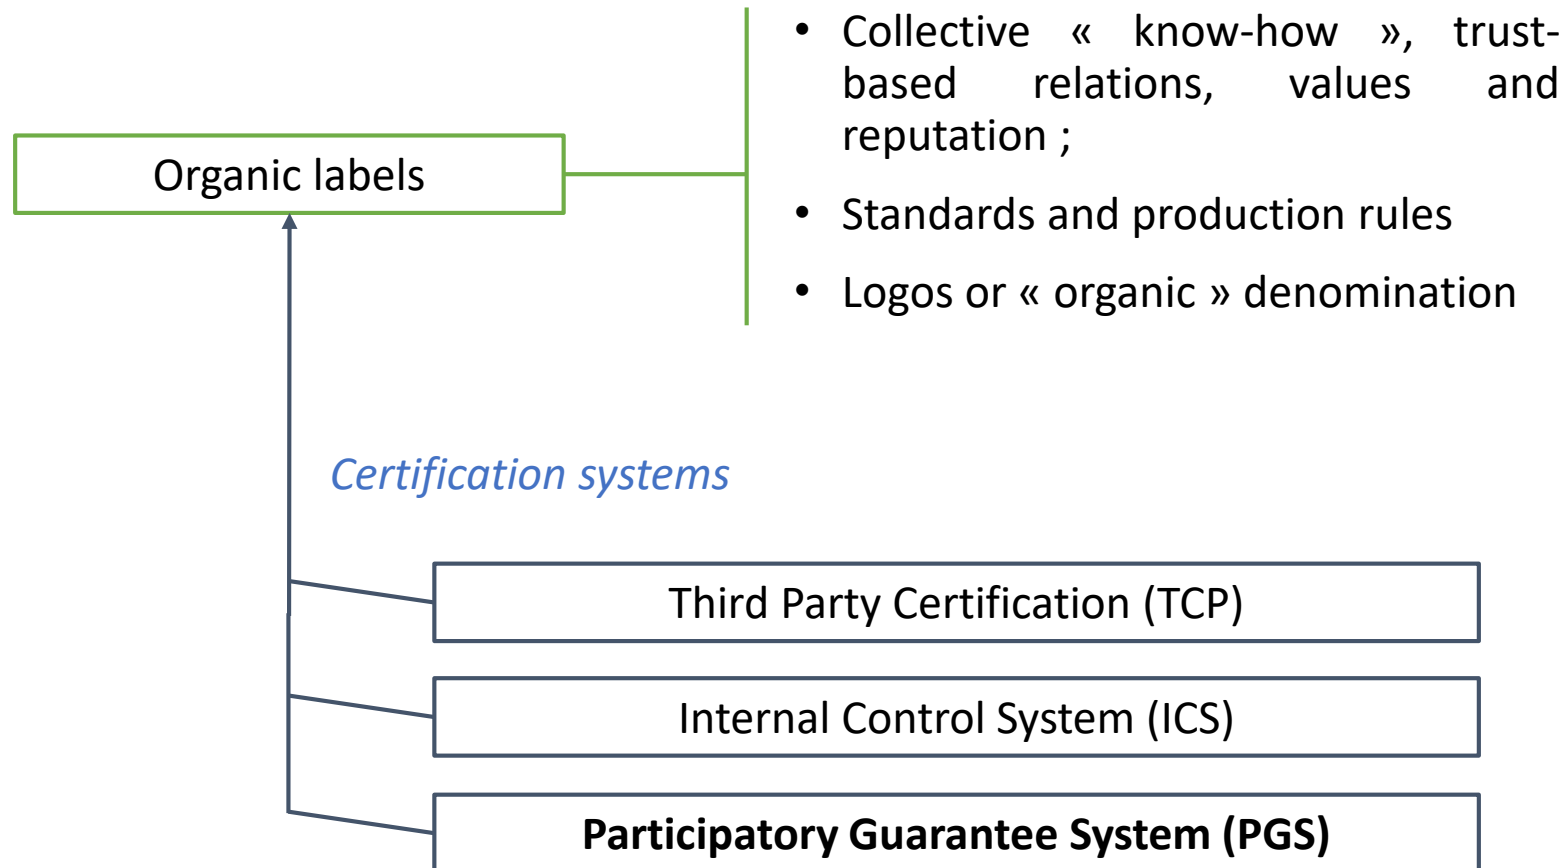 • Collective « know-how », trust-
based relations, values and
reputation ;
Organic labels
• Standards and production rules
• Logos or « organic » denomination
Certification systems
Third Party Certification (TCP)
Internal Control System (ICS)
Participatory Guarantee System (PGS)